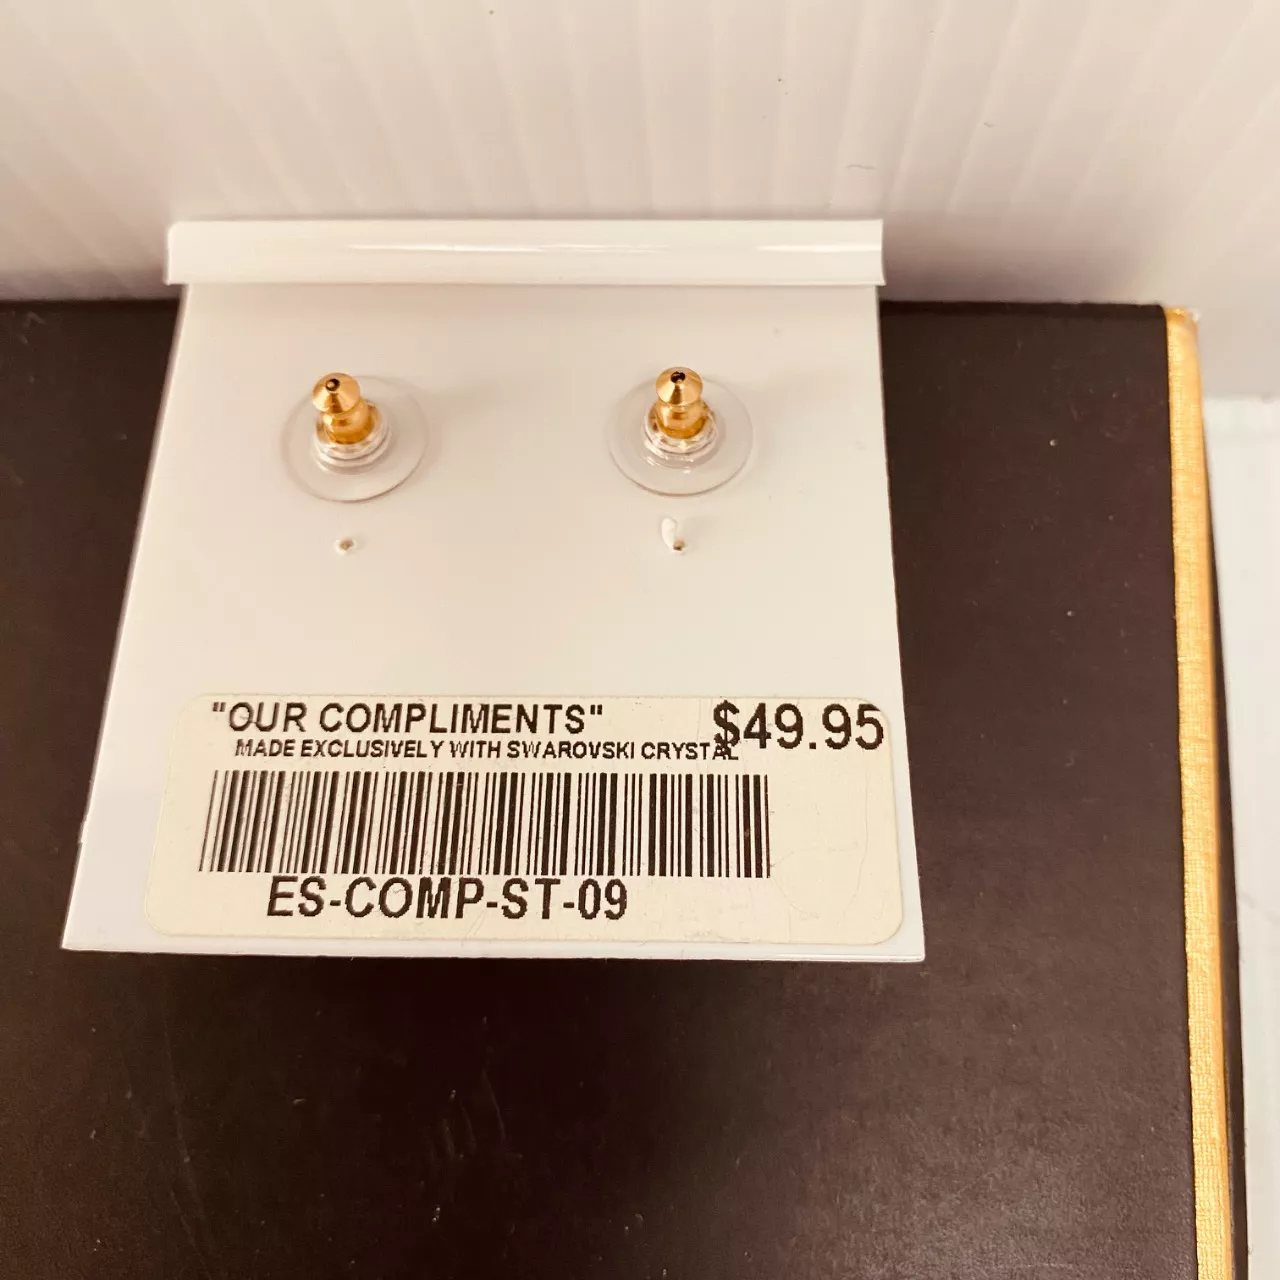 "OUR COMPLIMENTS" $49.95
MADE EXCLUSIVELY WITH SWAROVSKI CRYSTAL
ES-COMP-ST-09